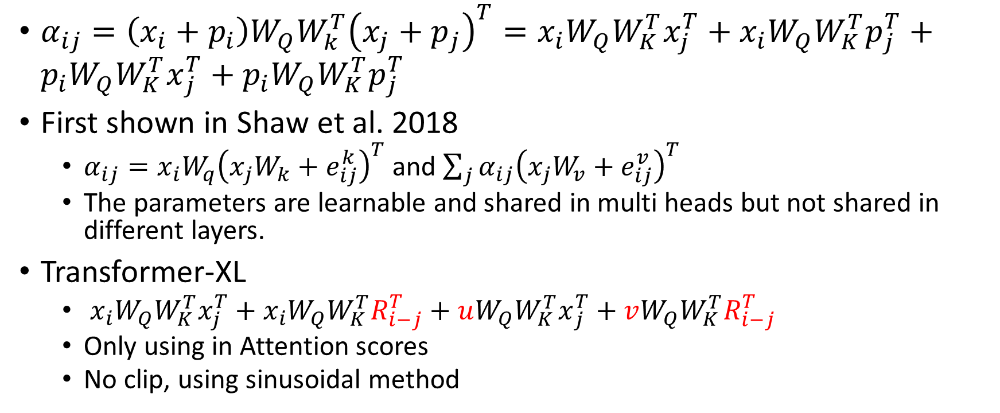 • α_{ij} = (x_i + p_i)W_Q W_k^T (x_j + p_j)^T = x_i W_Q W_K^T x_j^T + x_i W_Q W_K^T p_j^T +
p_i W_Q W_K^T x_j^T + p_i W_Q W_K^T p_j^T
• First shown in Shaw et al. 2018
• α_{ij} = x_i W_q (x_j W_k + e_{ij}^k)^T and ∑_j α_{ij} (x_j W_v + e_{ij}^v)^T
• The parameters are learnable and shared in multi heads but not shared in
different layers.
• Transformer-XL
• x_i W_Q W_K^T x_j^T + x_i W_Q W_K^T R_{i-j}^T + u W_Q W_K^T x_j^T + v W_Q W_K^T R_{i-j}^T
• Only using in Attention scores
• No clip, using sinusoidal method